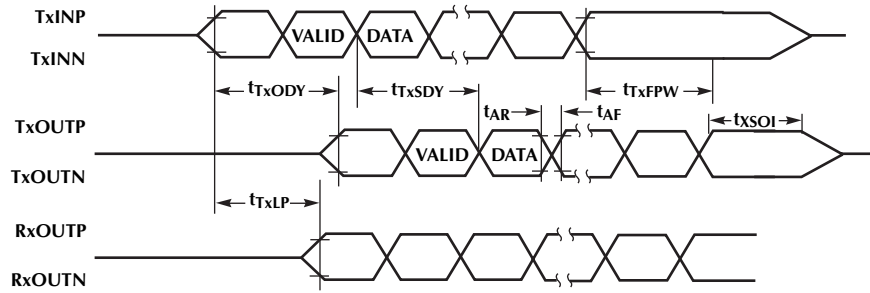 TxINP
TxINN
VALID DATA
tTxODY
tTxSDY
tTxFPW
TxOUTP
TxOUTN
tAR
tAF
tXSOI
VALID DATA
tTxLP
RxOUTP
RxOUTN